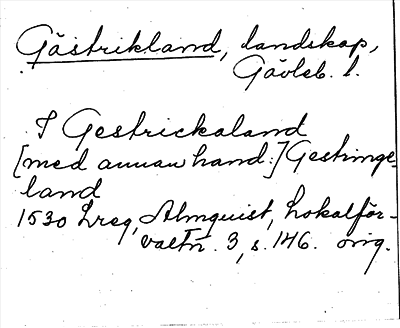 Gästrikland, landskap,
Gävleb. l.
I Gestrickaland
[med annan hand:] Gestringe-
land
1530 Lreg, Almquist, Lokalför-
valtn. 3, s. 146. orig.